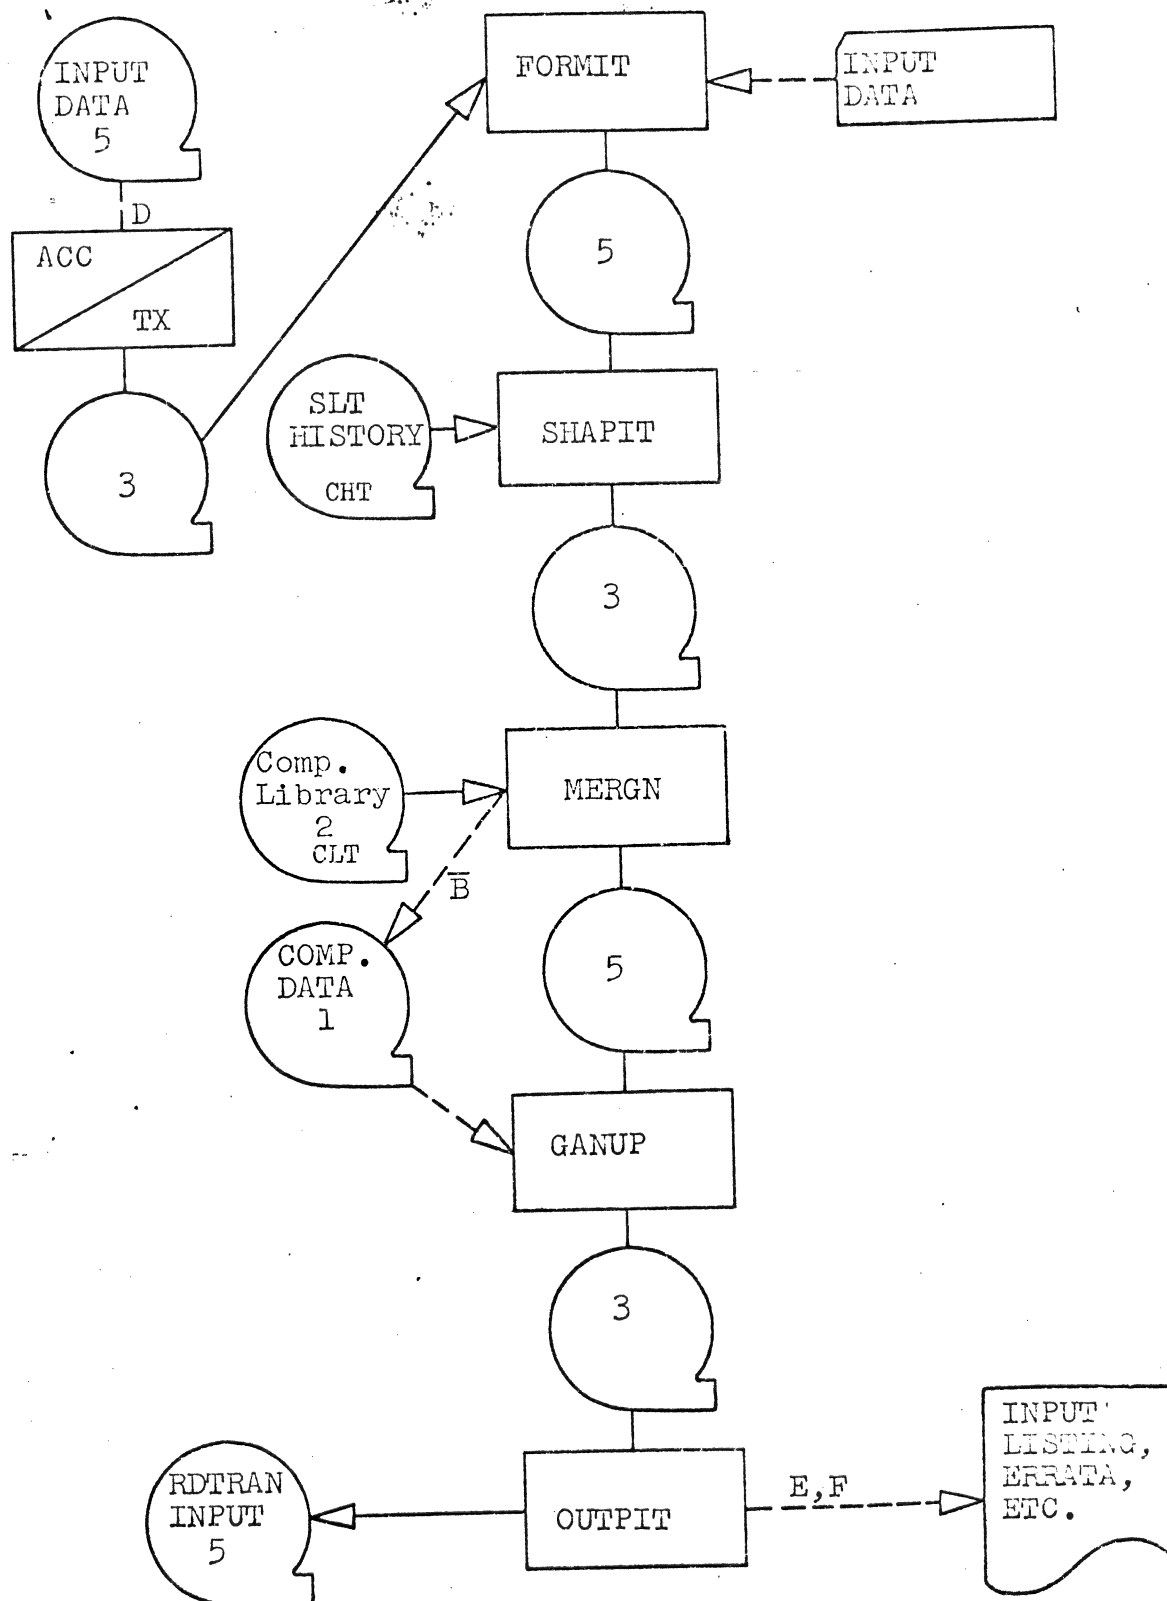 INPUT
DATA
5
D
ACC
TX
3
FORMIT
INPUT
DATA
5
SLT
HISTORY
CHT
SHAPIT
3
Comp.
Library
2
CLT
MERGN
B̅
COMP.
DATA
1
5
GANUP
3
RDTRAN
INPUT
5
OUTPIT
E,F
INPUT
LISTING,
ERRATA,
ETC.